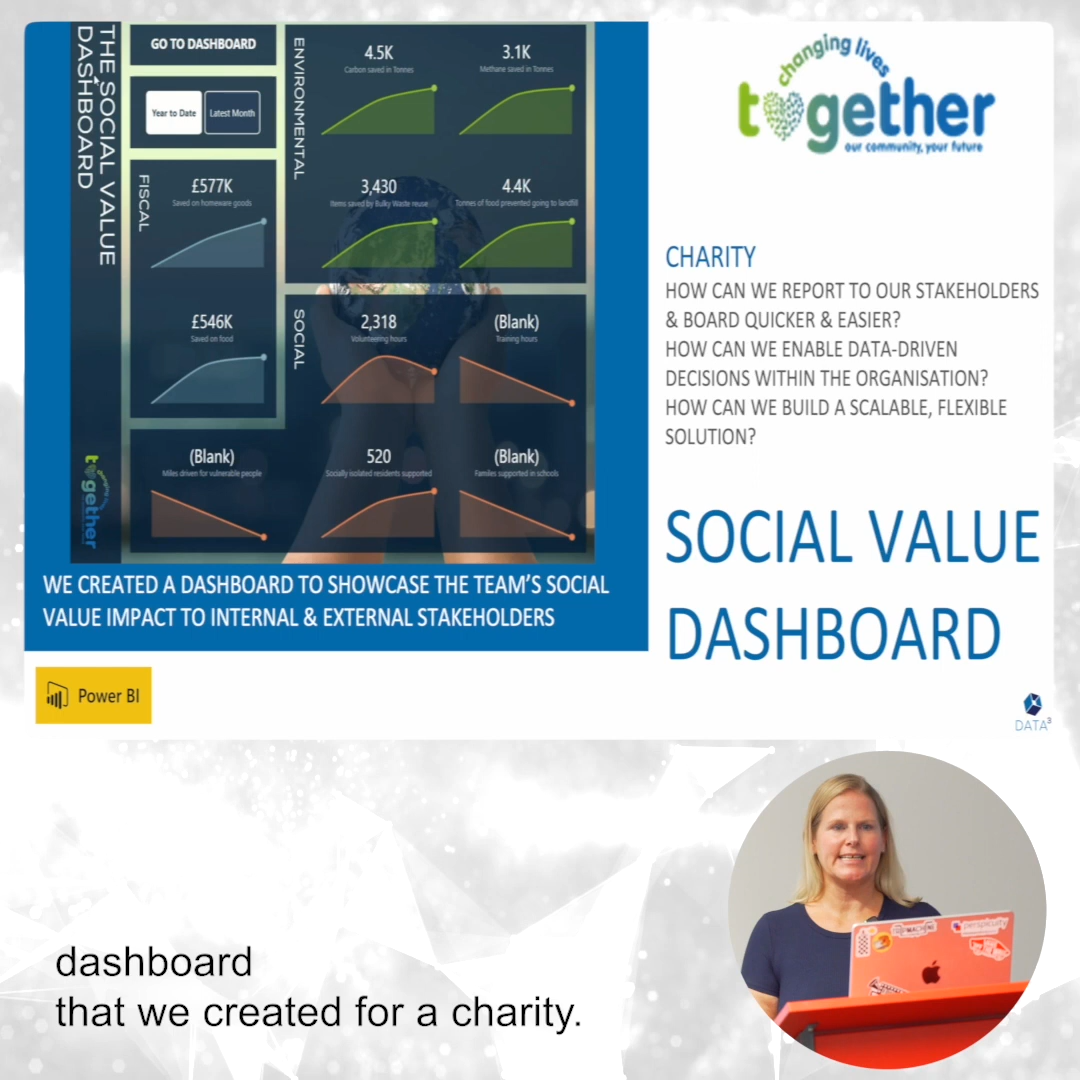 THE SOCIAL VALUE
DASHBOARD
GO TO DASHBOARD
Year to Date
Latest Month
FISCAL
£577K
Saved on homeware goods
£546K
Saved on food
ENVIRONMENTAL
4.5K
Carbon saved in Tonnes
3.1K
Methane saved in Tonnes
3,430
Items saved by Bulky Waste reuse
4.4K
Tonnes of food prevented going to landfill
SOCIAL
2,318
Volunteering hours
(Blank)
Training hours
(Blank)
Miles driven for vulnerable people
520
Socially isolated residents supported
(Blank)
Familes supported in schools
changing lives
together
WE CREATED A DASHBOARD TO SHOWCASE THE TEAM'S SOCIAL
VALUE IMPACT TO INTERNAL & EXTERNAL STAKEHOLDERS
Power BI
changing lives
together
our community, your future
CHARITY
HOW CAN WE REPORT TO OUR STAKEHOLDERS
& BOARD QUICKER & EASIER?
HOW CAN WE ENABLE DATA-DRIVEN
DECISIONS WITHIN THE ORGANISATION?
HOW CAN WE BUILD A SCALABLE, FLEXIBLE
SOLUTION?
SOCIAL VALUE
DASHBOARD
DATA³
perspicuity
dashboard
that we created for a charity.